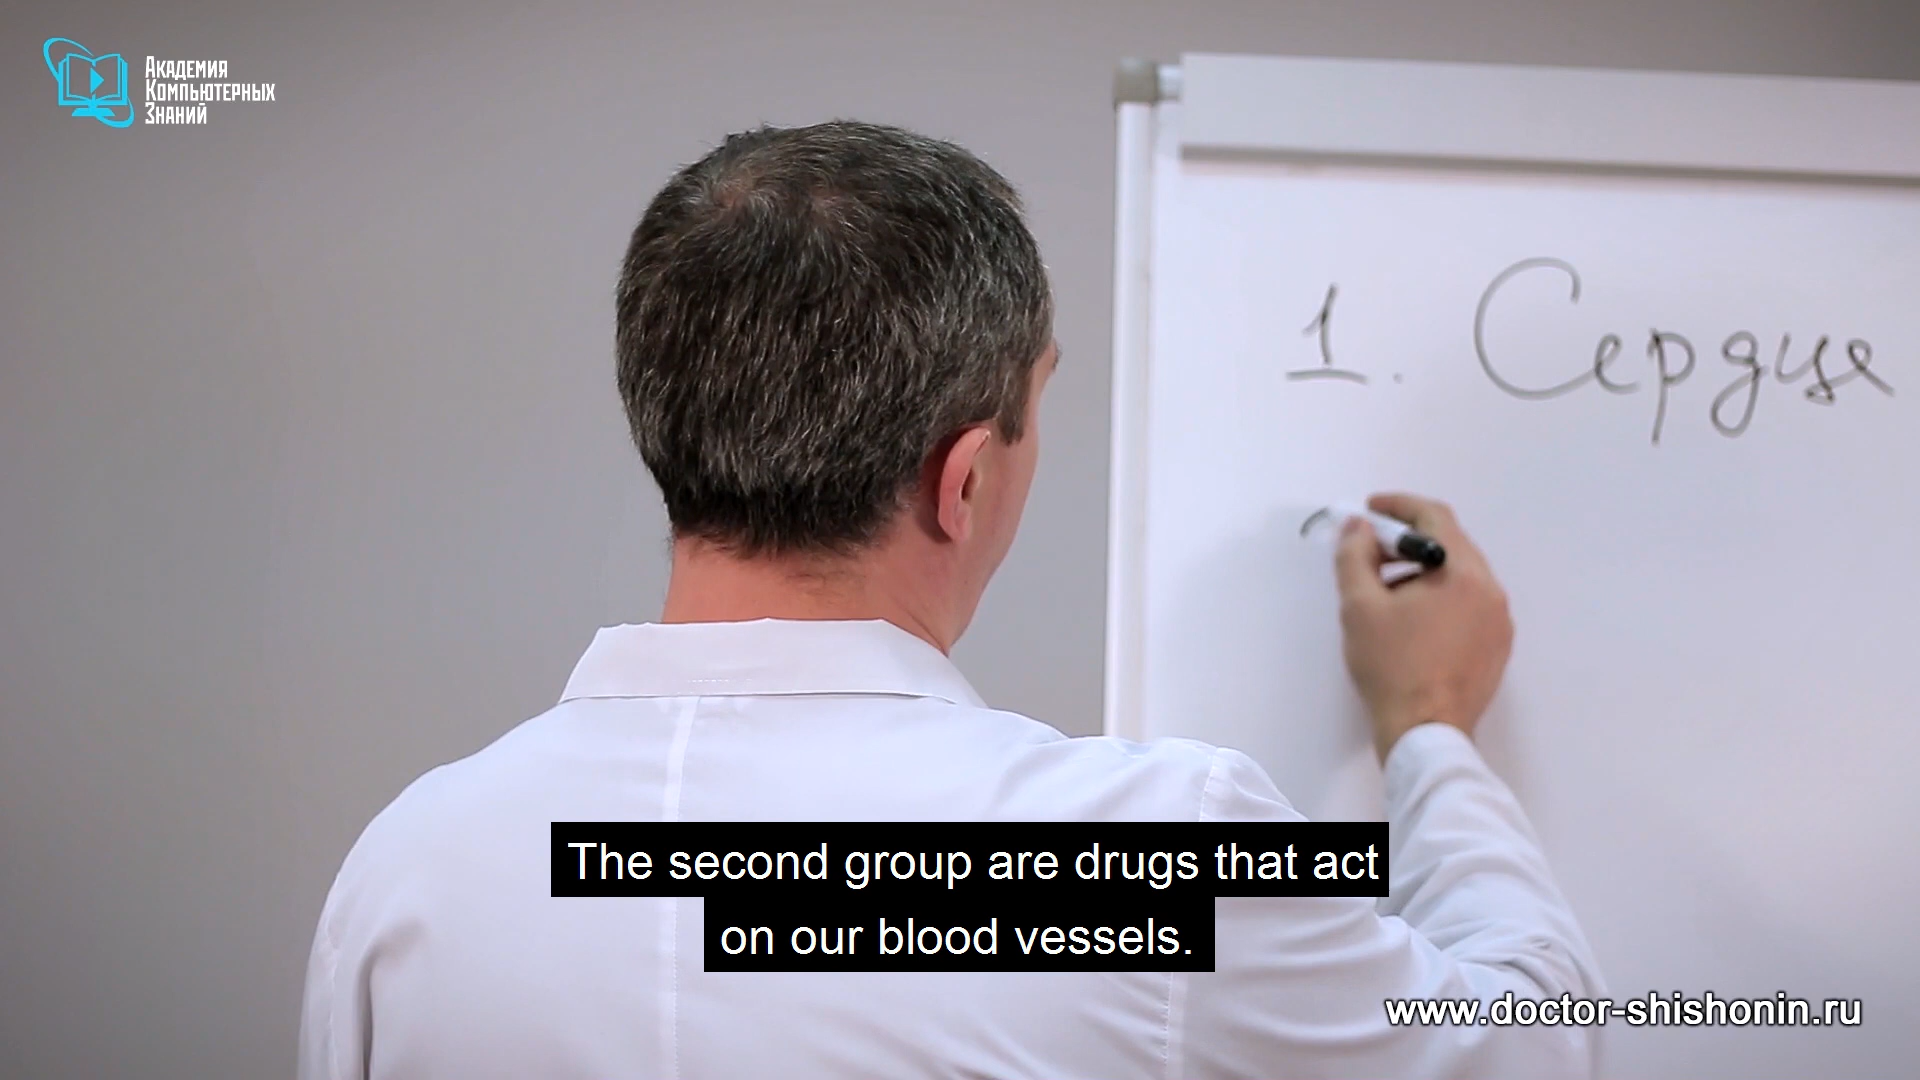 Академия
Компьютерных
Знаний
1. Сердце
The second group are drugs that act
on our blood vessels.
www.doctor-shishonin.ru